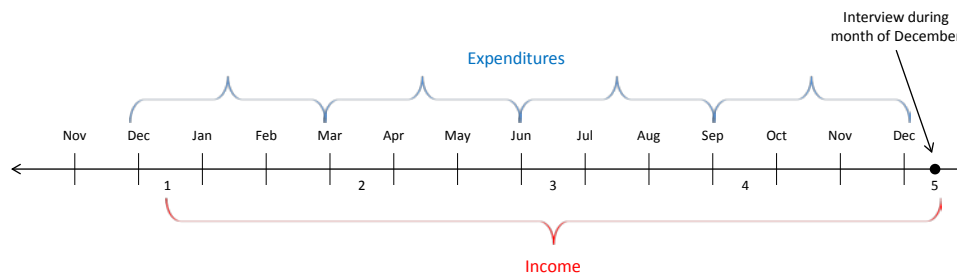 Interview during
month of December
Expenditures
Nov Dec Jan Feb Mar Apr May Jun Jul Aug Sep Oct Nov Dec
1 2 3 4 5
Income